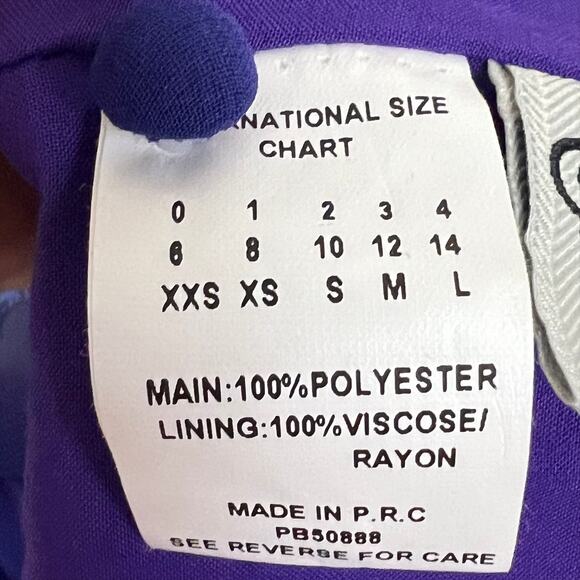 RNATIONAL SIZE
CHART
0 1 2 3 4
6 8 10 12 14
XXS XS S M L
MAIN:100%POLYESTER
LINING:100%VISCOSE/
RAYON
MADE IN P.R.C
PB50888
SEE REVERSE FOR CARE